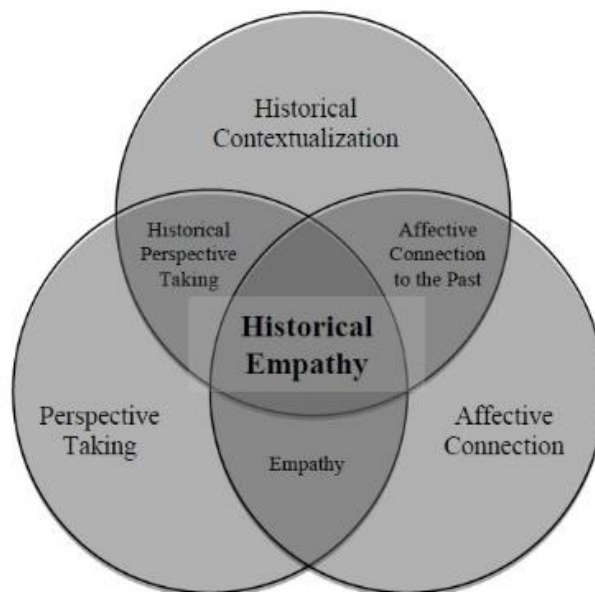 Historical
Contextualization
Historical
Perspective
Taking
Affective
Connection
to the Past
Historical
Empathy
Perspective
Taking
Affective
Connection
Empathy